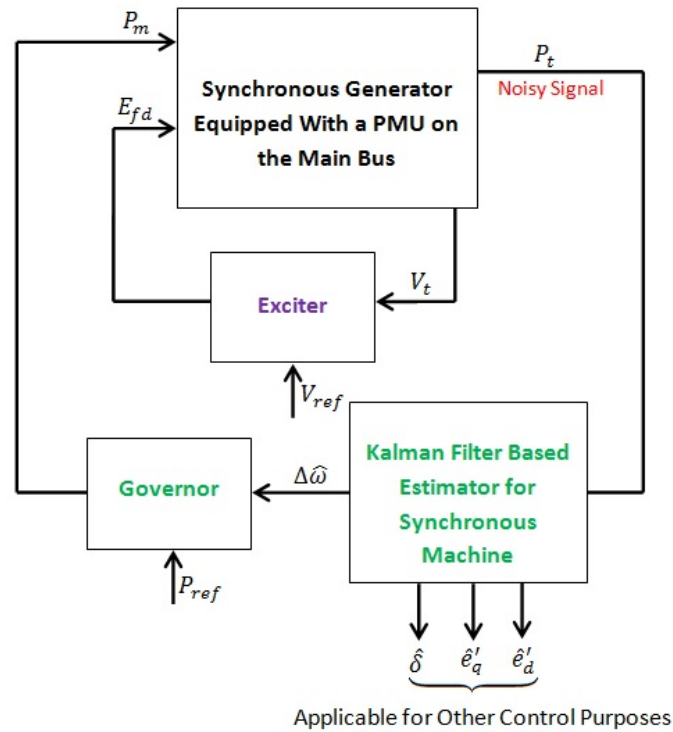 P_m
P_t
Noisy Signal
E_fd
Synchronous Generator
Equipped With a PMU on
the Main Bus
V_t
Exciter
V_ref
Kalman Filter Based
Estimator for
Synchronous
Machine
Δω̂
Governor
P_ref
δ̂ ê′_q ê′_d
Applicable for Other Control Purposes